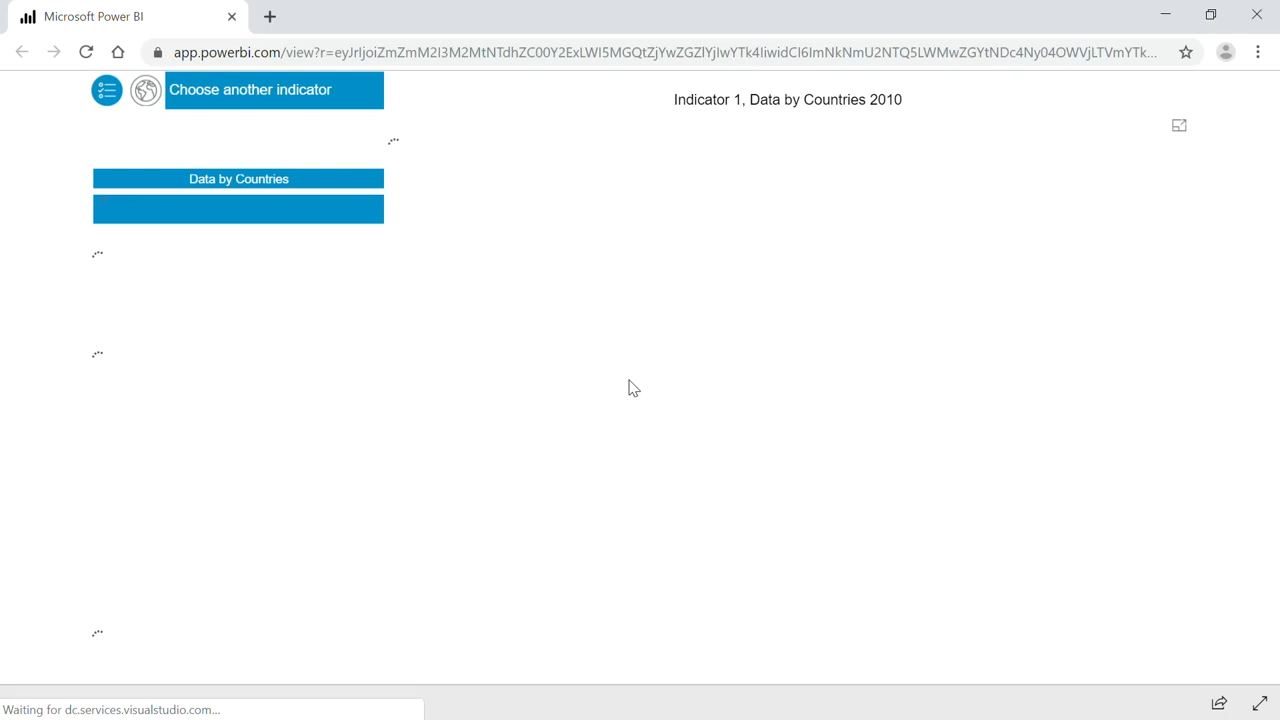 Microsoft Power BI
app.powerbi.com/view?r=eyJrIjoiZmZmM2I3M2MtNTdhZC00Y2ExLWI5MGQtZjYwZGZlYjIwYTk4IiwidCI6ImNkNmU2NTQ5LWMwZGYtNDc4Ny04OWVjLTVmYTk...
Choose another indicator
Indicator 1, Data by Countries 2010
Data by Countries
Waiting for dc.services.visualstudio.com...